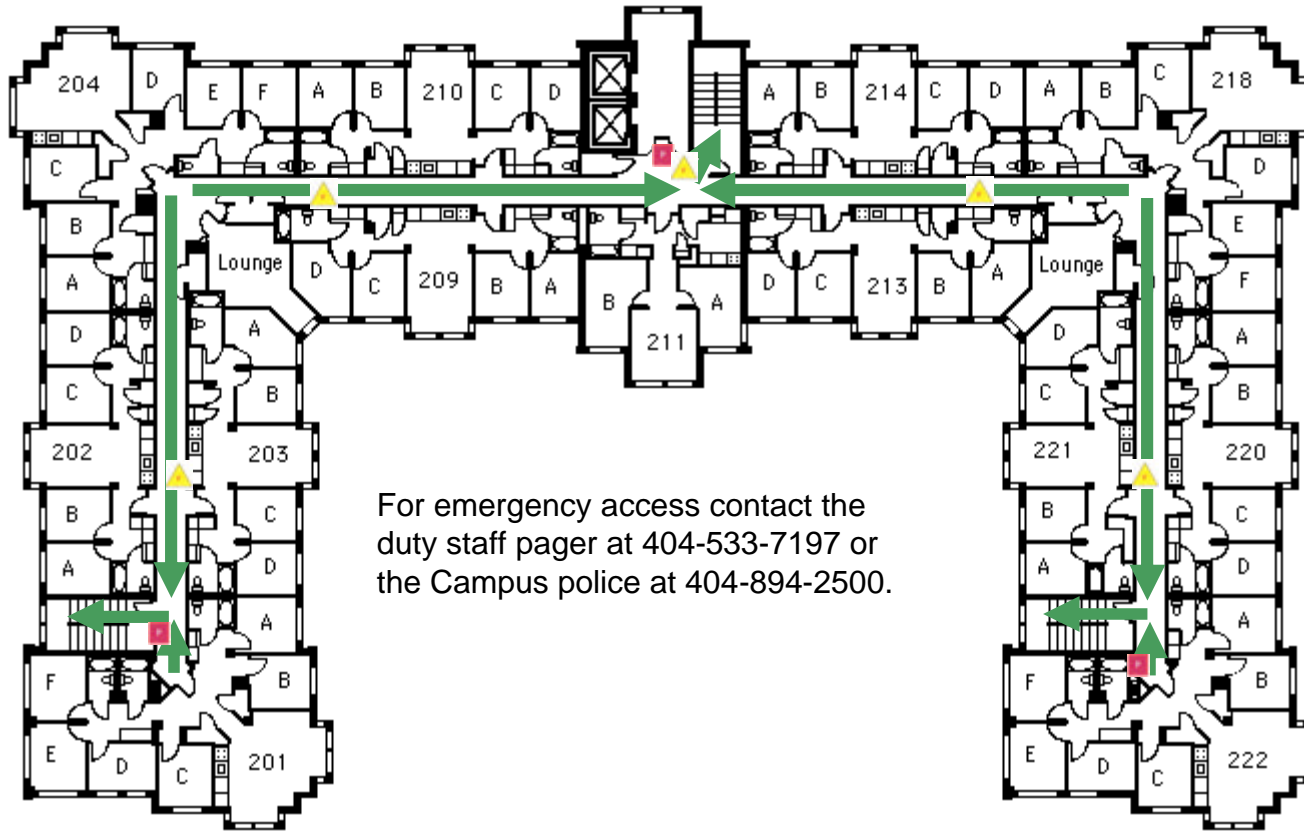 204 D E F A B 210 C D A B 214 C D A B C 218
P
C D
B E
Lounge D C 209 B A B 211 A D C 213 B A Lounge
A F
D A D A
C B C B
202 203 221 220
For emergency access contact the
duty staff pager at 404-533-7197 or
the Campus police at 404-894-2500.
B C B C
A D A D
P A A
P
F B F B
E D C 201 E D C 222